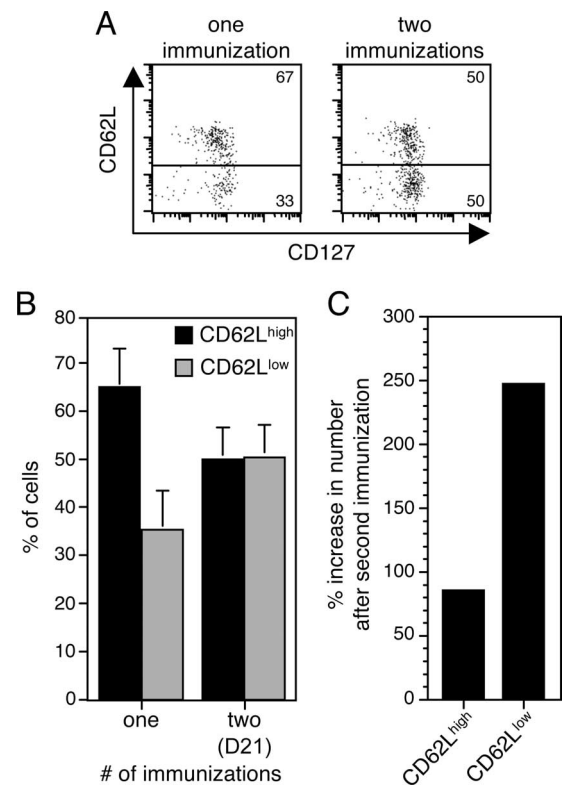 A
one
immunization
two
immunizations
67
50
CD62L
33
50
CD127
B
80
70
60
50
40
30
20
10
0
% of cells
CD62Lhigh
CD62Llow
one
two
(D21)
# of immunizations
C
300
250
200
150
100
50
0
% increase in number
after second immunization
CD62Lhigh
CD62Llow